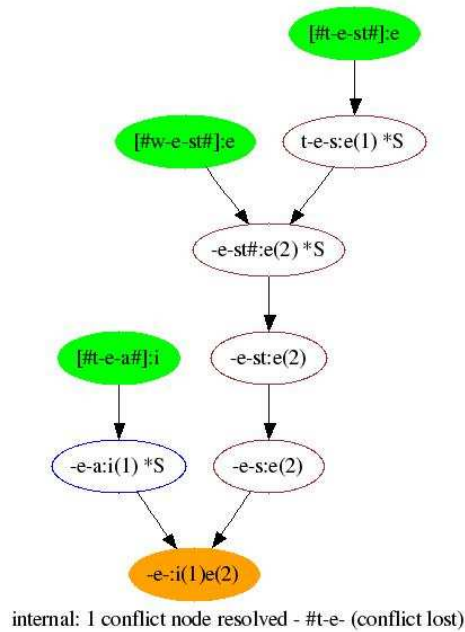 [#t-e-st#]:e
[#w-e-st#]:e
t-e-s:e(1) *S
-e-st#:e(2) *S
[#t-e-a#]:i
-e-st:e(2)
-e-a:i(1) *S
-e-s:e(2)
-e-:i(1)e(2)
internal: 1 conflict node resolved - #t-e- (conflict lost)